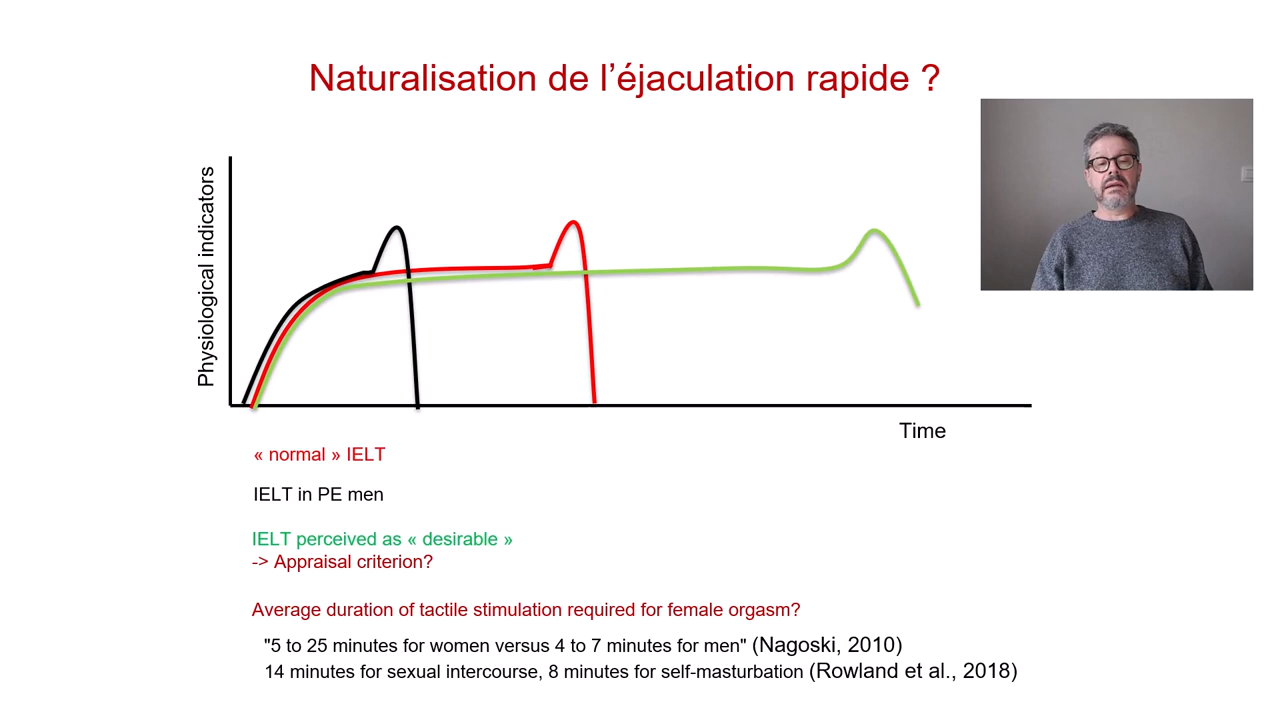 Naturalisation de l’éjaculation rapide ?
Physiological indicators
Time
« normal » IELT
IELT in PE men
IELT perceived as « desirable »
-> Appraisal criterion?
Average duration of tactile stimulation required for female orgasm?
"5 to 25 minutes for women versus 4 to 7 minutes for men" (Nagoski, 2010)
14 minutes for sexual intercourse, 8 minutes for self-masturbation (Rowland et al., 2018)